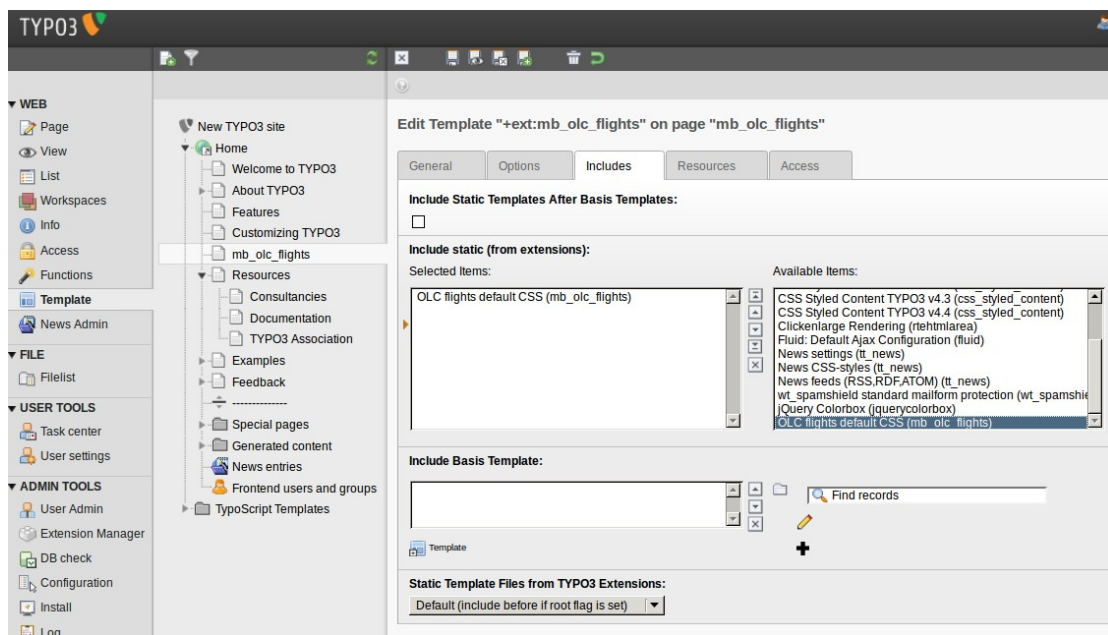 TYPO3
WEB
Page
View
List
Workspaces
Info
Access
Functions
Template
News Admin
FILE
Filelist
USER TOOLS
Task center
User settings
ADMIN TOOLS
User Admin
Extension Manager
DB check
Configuration
Install
Log
New TYPO3 site
Home
Welcome to TYPO3
About TYPO3
Features
Customizing TYPO3
mb_olc_flights
Resources
Consultancies
Documentation
TYPO3 Association
Examples
Feedback
--------------
Special pages
Generated content
News entries
Frontend users and groups
TypoScript Templates
Edit Template "+ext:mb_olc_flights" on page "mb_olc_flights"
General Options Includes Resources Access
Include Static Templates After Basis Templates:
Include static (from extensions):
Selected Items: Available Items:
OLC flights default CSS (mb_olc_flights)
CSS Styled Content TYPO3 v4.3 (css_styled_content)
CSS Styled Content TYPO3 v4.4 (css_styled_content)
Clickenlarge Rendering (rtehtmlarea)
Fluid: Default Ajax Configuration (fluid)
News settings (tt_news)
News CSS-styles (tt_news)
News feeds (RSS,RDF,ATOM) (tt_news)
wt_spamshield standard mailform protection (wt_spamshie
jQuery Colorbox (jquerycolorbox)
OLC flights default CSS (mb_olc_flights)
Include Basis Template:
Find records
Template
Static Template Files from TYPO3 Extensions:
Default (include before if root flag is set)